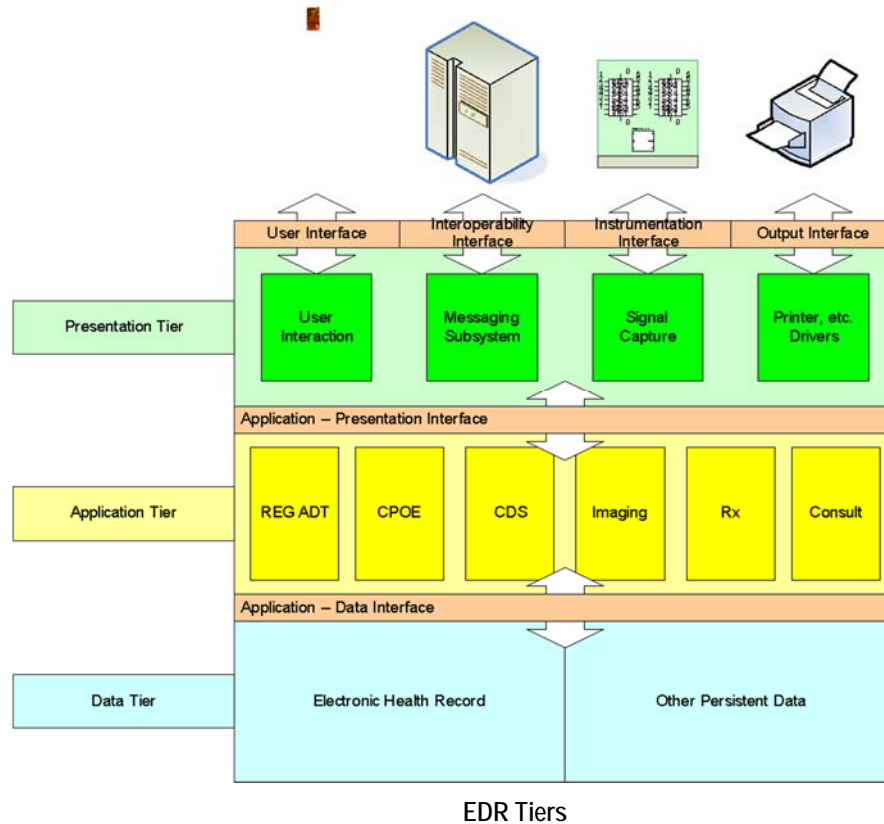 User Interface
Interoperability
Interface
Instrumentation
Interface
Output Interface
Presentation Tier
User
Interaction
Messaging
Subsystem
Signal
Capture
Printer, etc.
Drivers
Application – Presentation Interface
Application Tier
REG ADT
CPOE
CDS
Imaging
Rx
Consult
Application – Data Interface
Data Tier
Electronic Health Record
Other Persistent Data
EDR Tiers